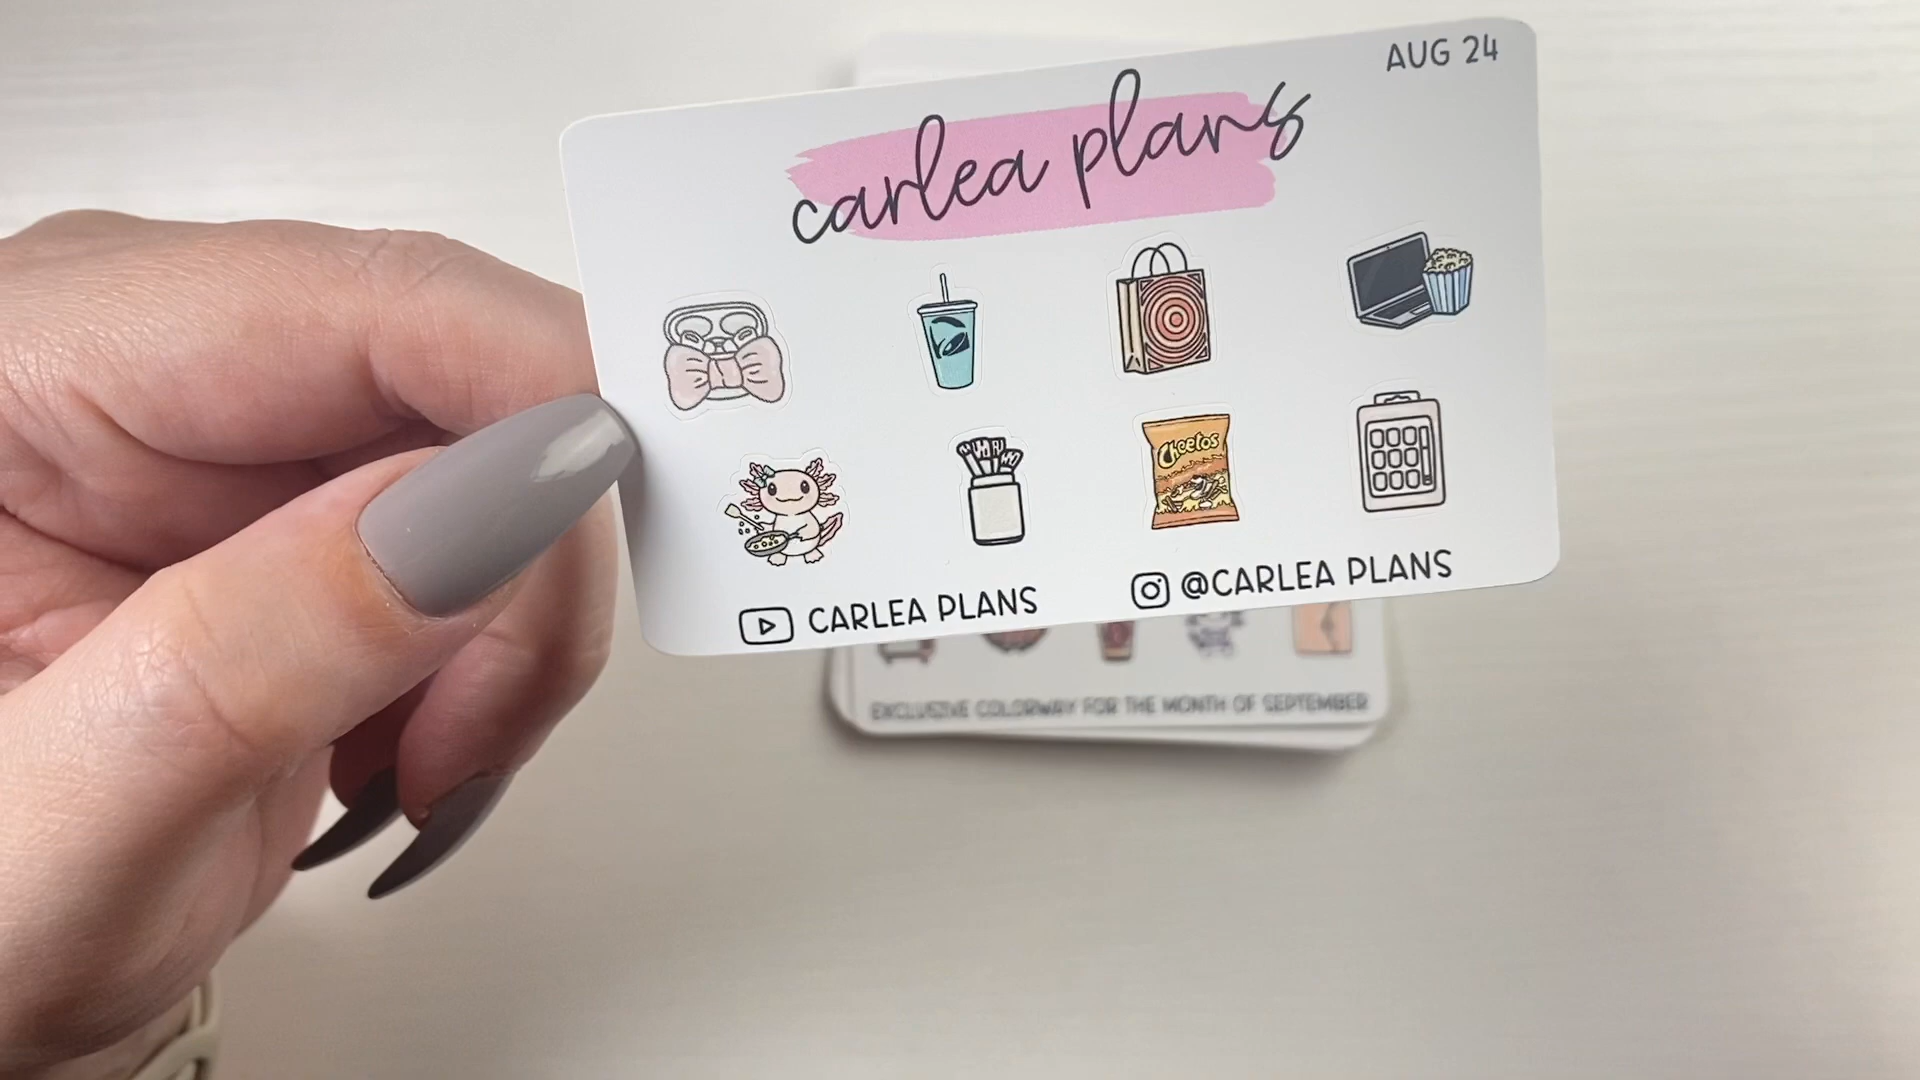 AUG 24
carlea plans
Cheetos
CARLEA PLANS
@CARLEA PLANS
EXCLUSIVE COLORWAY FOR THE MONTH OF SEPTEMBER